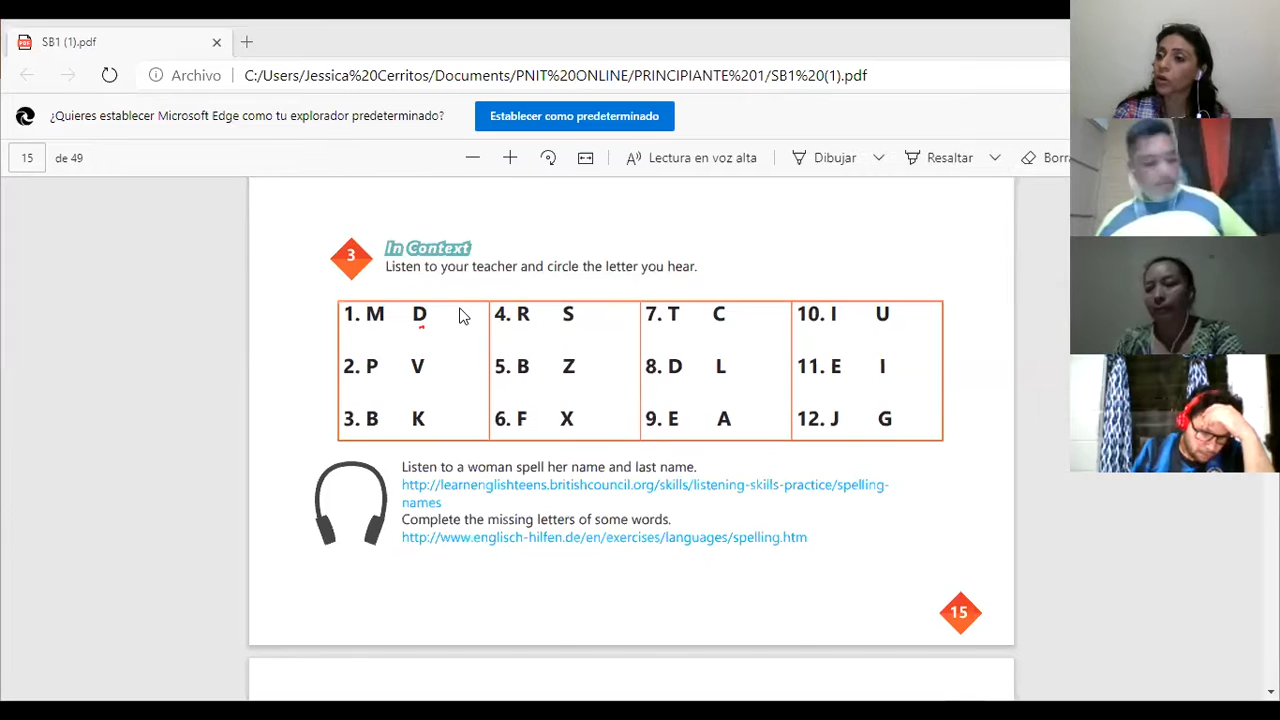 SB1 (1).pdf
Archivo C:/Users/Jessica%20Cerritos/Documents/PNIT%20ONLINE/PRINCIPIANTE%201/SB1%20(1).pdf
¿Quieres establecer Microsoft Edge como tu explorador predeterminado? Establecer como predeterminado
15 de 49 Lectura en voz alta Dibujar Resaltar Borra
3 In Context
Listen to your teacher and circle the letter you hear.
1. M D 4. R S 7. T C 10. I U
2. P V 5. B Z 8. D L 11. E I
3. B K 6. F X 9. E A 12. J G
Listen to a woman spell her name and last name.
http://learnenglishteens.britishcouncil.org/skills/listening-skills-practice/spelling-
names
Complete the missing letters of some words.
http://www.englisch-hilfen.de/en/exercises/languages/spelling.htm
15